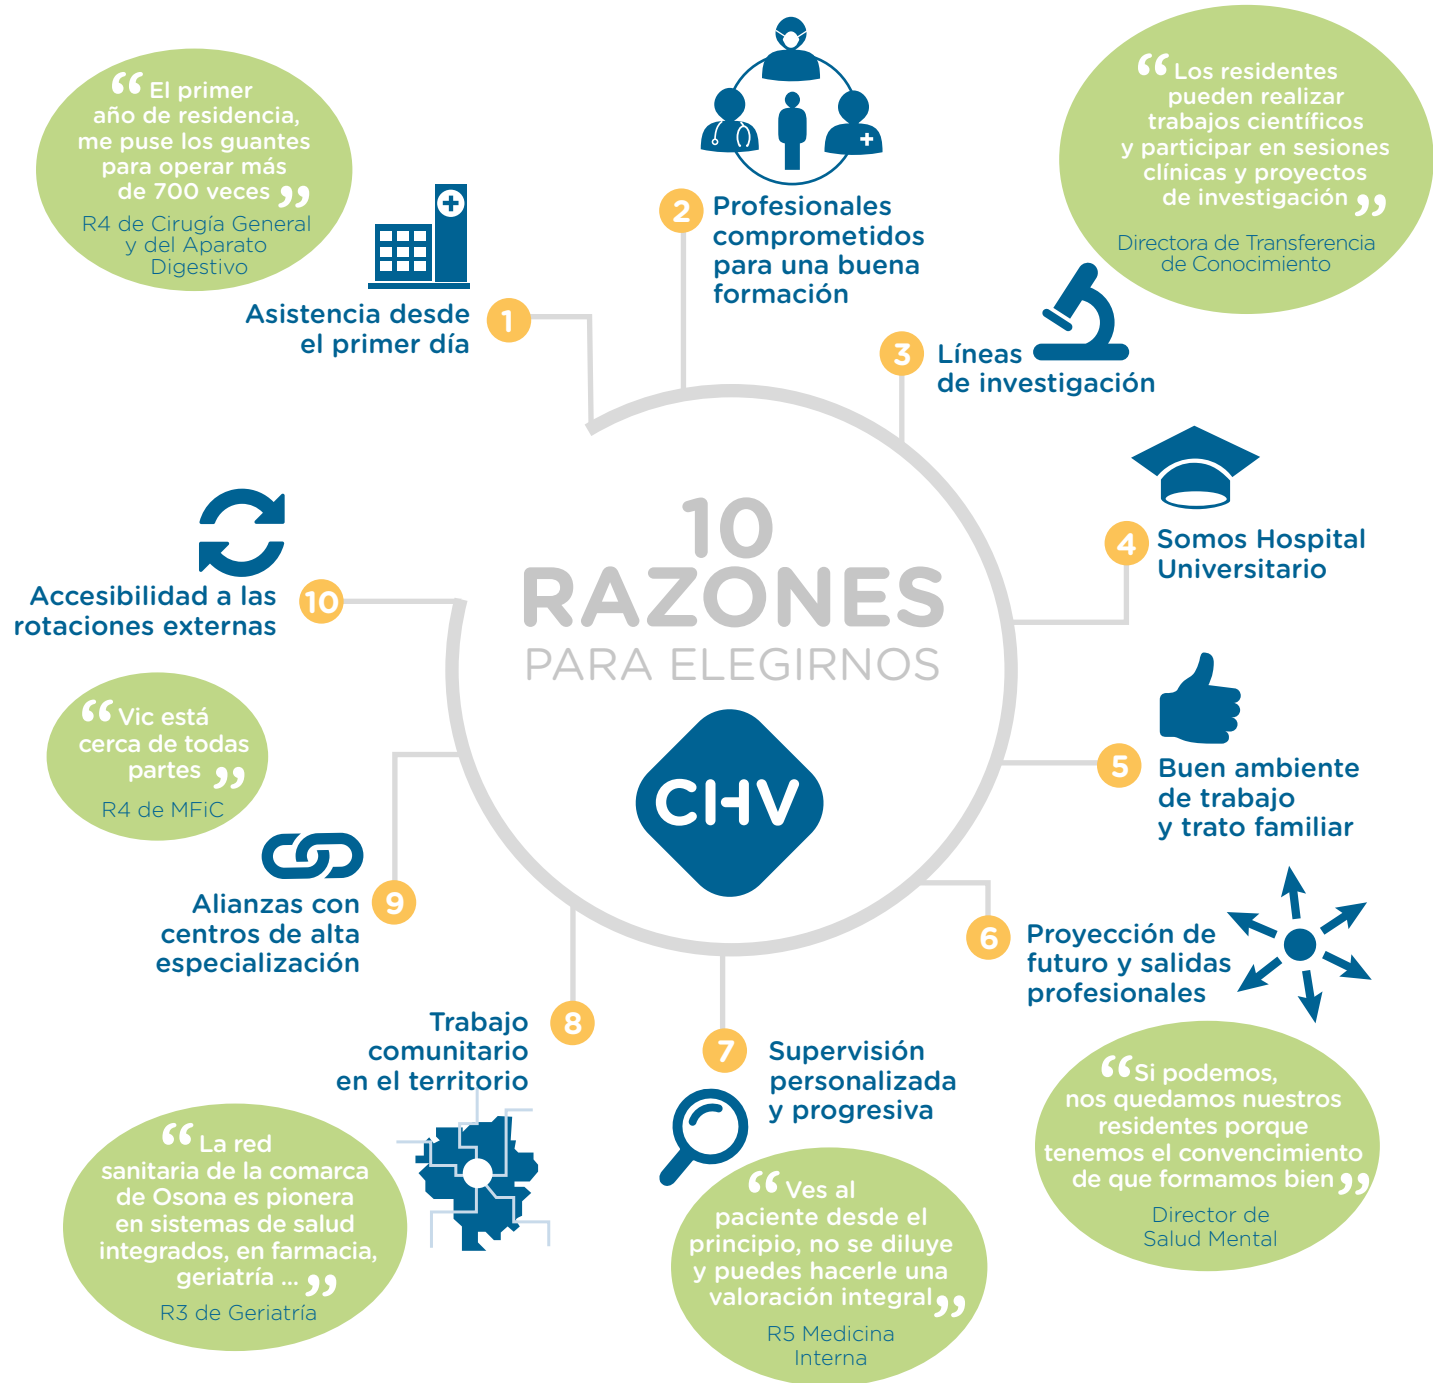 10
RAZONES
PARA ELEGIRNOS
CHV
“ El primer
año de residencia,
me puse los guantes
para operar más
de 700 veces ”
R4 de Cirugía General
y del Aparato
Digestivo
1
Asistencia desde
el primer día
2
Profesionales
comprometidos
para una buena
formación
“ Los residentes
pueden realizar
trabajos científicos
y participar en sesiones
clínicas y proyectos
de investigación ”
Directora de Transferencia
de Conocimiento
3
Líneas
de investigación
4
Somos Hospital
Universitario
5
Buen ambiente
de trabajo
y trato familiar
6
Proyección de
futuro y salidas
profesionales
“ Si podemos,
nos quedamos nuestros
residentes porque
tenemos el convencimiento
de que formamos bien ”
Director de
Salud Mental
7
Supervisión
personalizada
y progresiva
“ Ves al
paciente desde el
principio, no se diluye
y puedes hacerle una
valoración integral ”
R5 Medicina
Interna
8
Trabajo
comunitario
en el territorio
“ La red
sanitaria de la comarca
de Osona es pionera
en sistemas de salud
integrados, en farmacia,
geriatría ... ”
R3 de Geriatría
9
Alianzas con
centros de alta
especialización
“ Vic está
cerca de todas
partes ”
R4 de MFiC
10
Accesibilidad a las
rotaciones externas